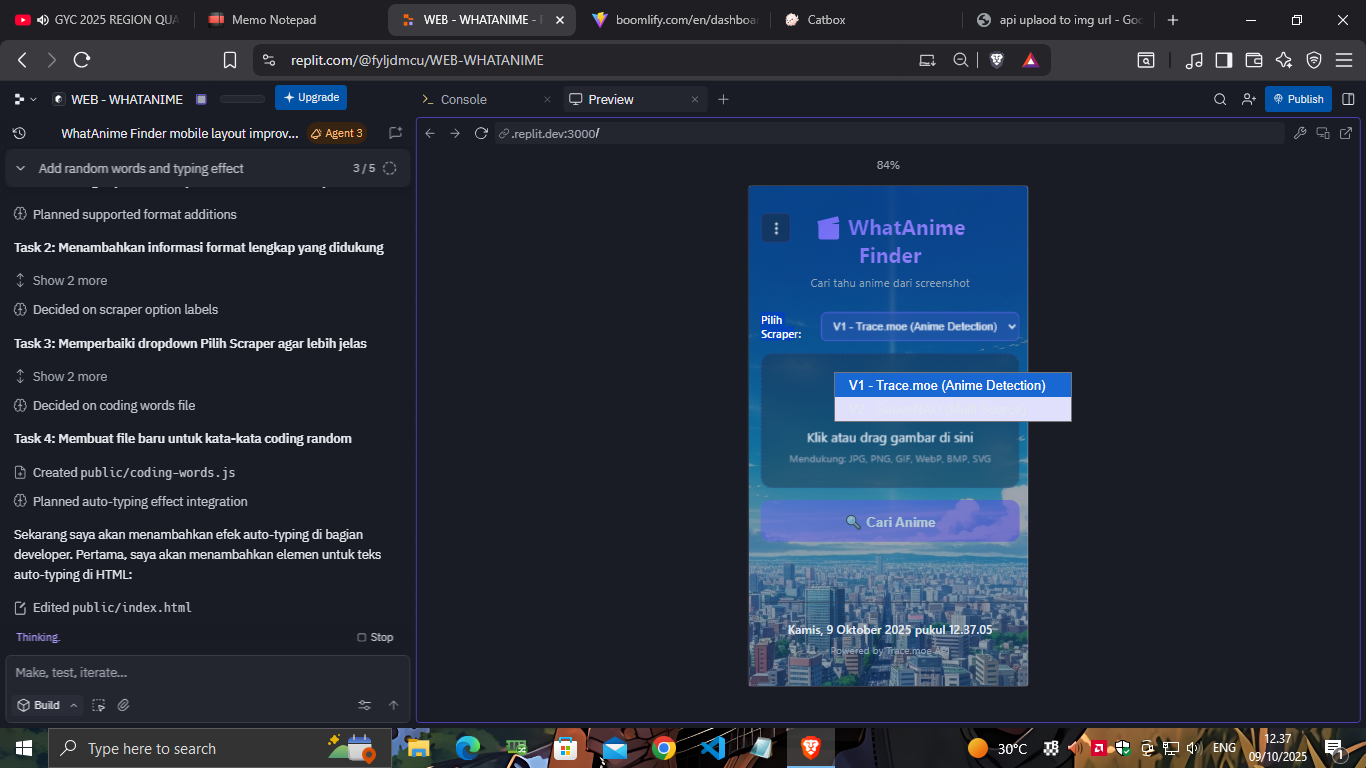 GYC 2025 REGION QUA
Memo Notepad
WEB - WHATANIME -
boomlify.com/en/dashboa
Catbox
api uplaod to img url - Goo
replit.com/@fyljdmcu/WEB-WHATANIME
WEB - WHATANIME
Upgrade
Console
Preview
Publish
WhatAnime Finder mobile layout improv...
Agent 3
.replit.dev:3000/
Add random words and typing effect
3 / 5
84%
Planned supported format additions
Task 2: Menambahkan informasi format lengkap yang didukung
Show 2 more
Decided on scraper option labels
Task 3: Memperbaiki dropdown Pilih Scraper agar lebih jelas
Show 2 more
Decided on coding words file
Task 4: Membuat file baru untuk kata-kata coding random
Created public/coding-words.js
Planned auto-typing effect integration
Sekarang saya akan menambahkan efek auto-typing di bagian
developer. Pertama, saya akan menambahkan elemen untuk teks
auto-typing di HTML:
Edited public/index.html
Thinking.
Stop
Make, test, iterate...
Build
WhatAnime
Finder
Cari tahu anime dari screenshot
Pilih
Scraper:
V1 - Trace.moe (Anime Detection)
V1 - Trace.moe (Anime Detection)
Klik atau drag gambar di sini
Mendukung: JPG, PNG, GIF, WebP, BMP, SVG
Cari Anime
Kamis, 9 Oktober 2025 pukul 12.37.05
Powered by Trace.moe API
Type here to search
30°C
ENG
12.37
09/10/2025
1